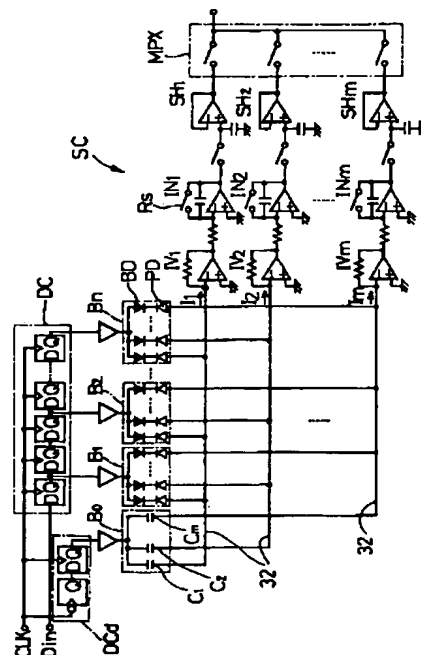 MPX
SH₁
SH₂
SHm
SC
Rs
IN₁
IN₂
INm
IV₁
IV₂
IVm
I₁
I₂
Im
BD
PD
DC
Bn
B₂
B₁
B₀
D Q
D Q
D Q
D Q
D Q
D Q
D Q
Cm
C₂
C₁
32
32
32
CLK
Din
DCd